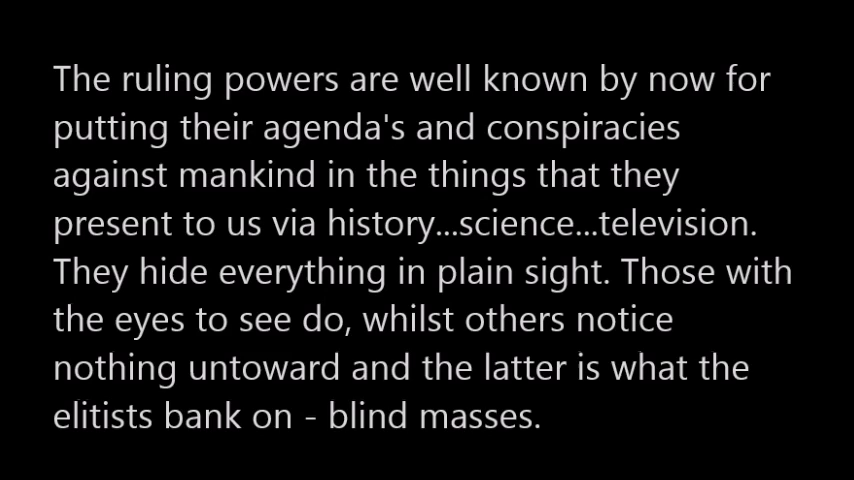 The ruling powers are well known by now for
putting their agenda's and conspiracies
against mankind in the things that they
present to us via history...science...television.
They hide everything in plain sight. Those with
the eyes to see do, whilst others notice
nothing untoward and the latter is what the
elitists bank on - blind masses.